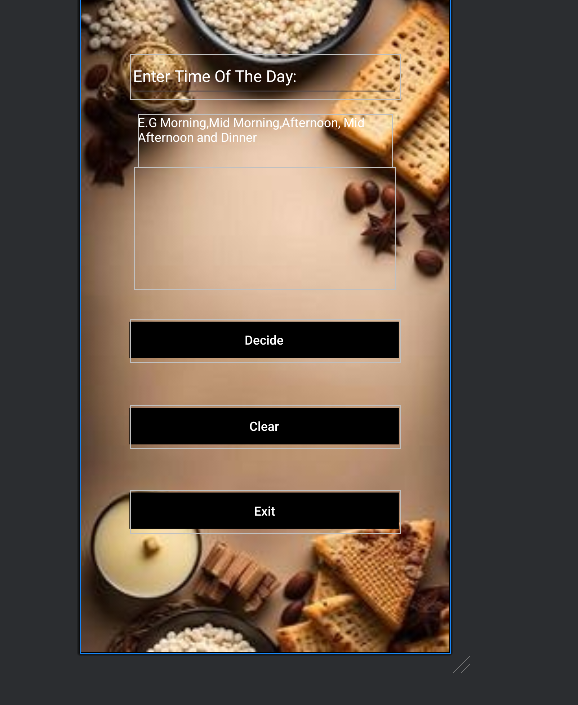 Enter Time Of The Day:
E.G Morning,Mid Morning,Afternoon, Mid
Afternoon and Dinner
Decide
Clear
Exit